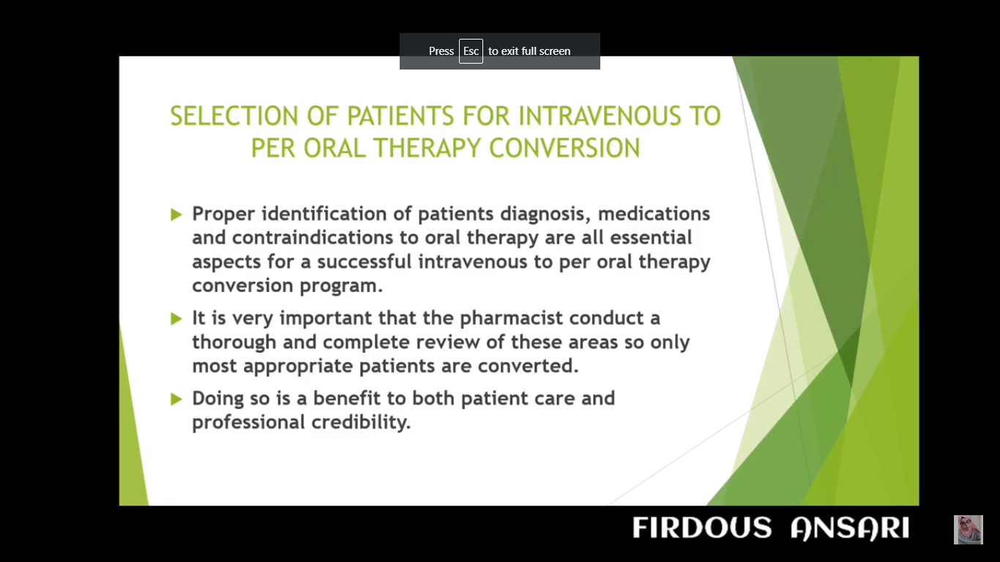 Press Esc to exit full screen
SELECTION OF PATIENTS FOR INTRAVENOUS TO
PER ORAL THERAPY CONVERSION
Proper identification of patients diagnosis, medications
and contraindications to oral therapy are all essential
aspects for a successful intravenous to per oral therapy
conversion program.
It is very important that the pharmacist conduct a
thorough and complete review of these areas so only
most appropriate patients are converted.
Doing so is a benefit to both patient care and
professional credibility.
FIRDOUS ANSARI